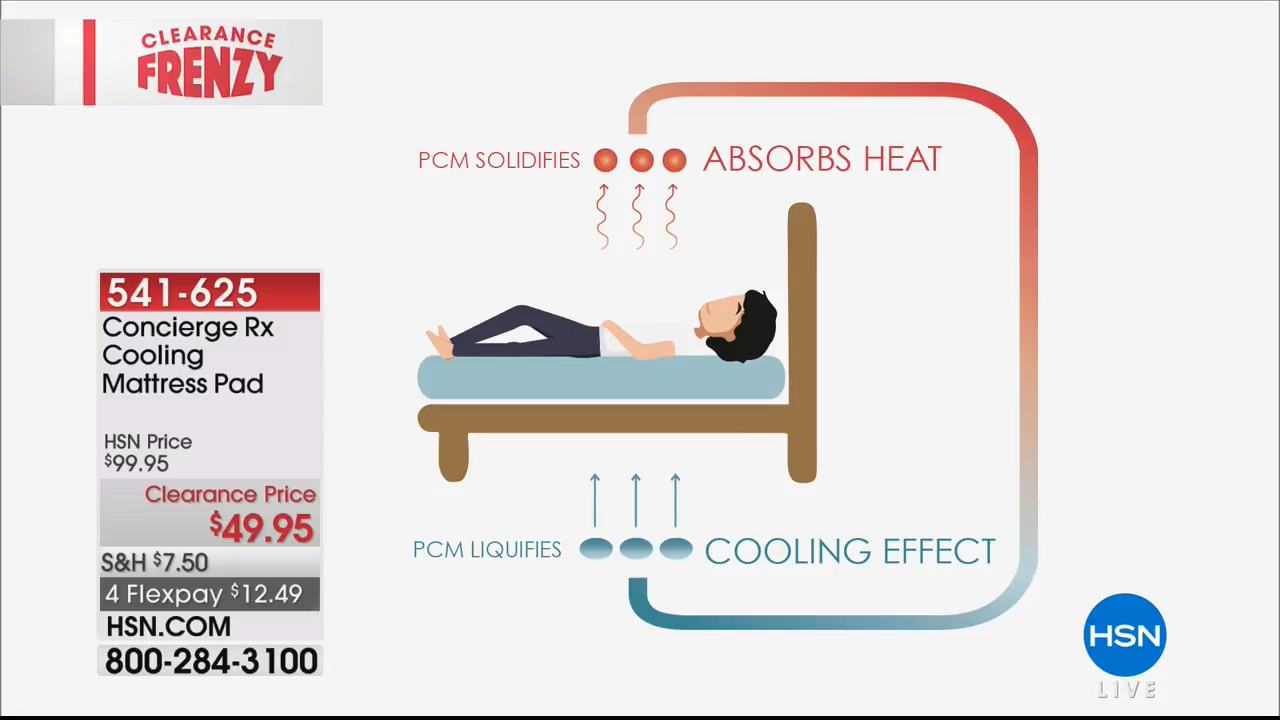 CLEARANCE
FRENZY
PCM SOLIDIFIES
ABSORBS HEAT
541-625
Concierge Rx
Cooling
Mattress Pad
HSN Price
$99.95
Clearance Price
$49.95
S&H $7.50
4 Flexpay $12.49
HSN.COM
800-284-3100
PCM LIQUIFIES
COOLING EFFECT
HSN
LIVE